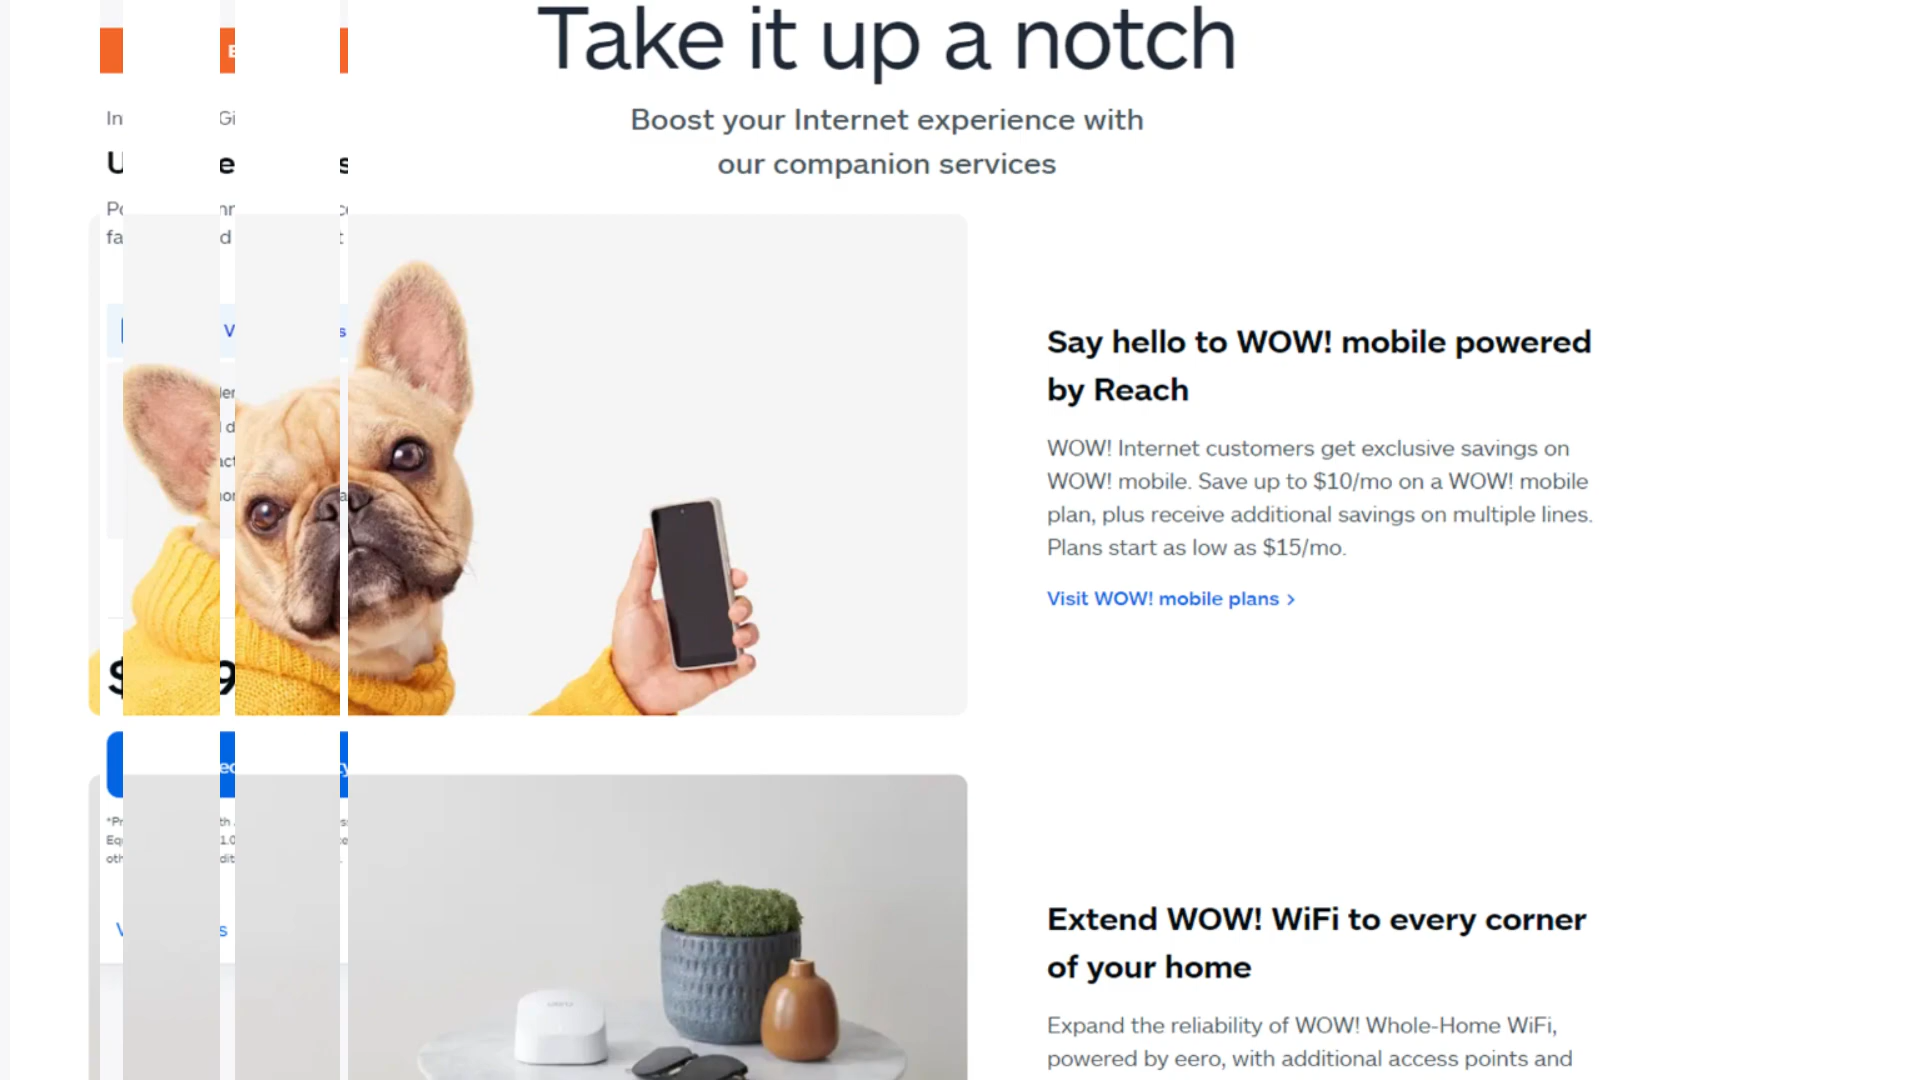 Take it up a notch
Boost your Internet experience with
our companion services
Say hello to WOW! mobile powered
by Reach
WOW! Internet customers get exclusive savings on
WOW! mobile. Save up to $10/mo on a WOW! mobile
plan, plus receive additional savings on multiple lines.
Plans start as low as $15/mo.
Visit WOW! mobile plans >
Extend WOW! WiFi to every corner
of your home
Expand the reliability of WOW! Whole-Home WiFi,
powered by eero, with additional access points and